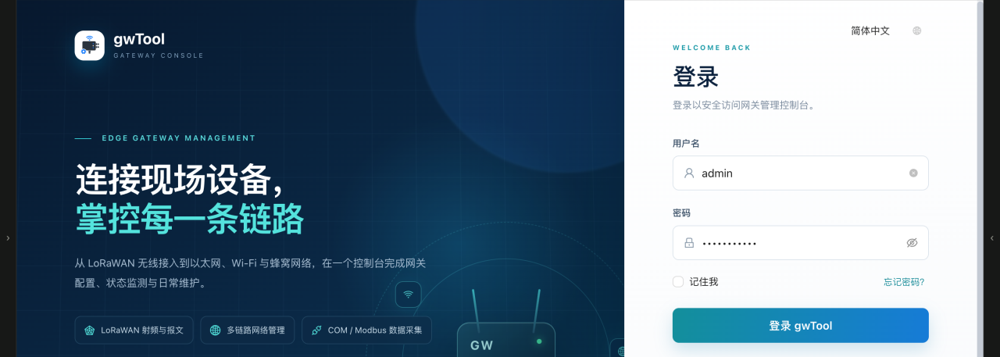 gwTool
GATEWAY CONSOLE
EDGE GATEWAY MANAGEMENT
连接现场设备，
掌控每一条链路
从 LoRaWAN 无线接入到以太网、Wi-Fi 与蜂窝网络，在一个控制台完成网关
配置、状态监测与日常维护。
LoRaWAN 射频与报文
多链路网络管理
COM / Modbus 数据采集
GW
简体中文
WELCOME BACK
登录
登录以安全访问网关管理控制台。
用户名
admin
密码
•••••••••••
记住我
忘记密码?
登录 gwTool